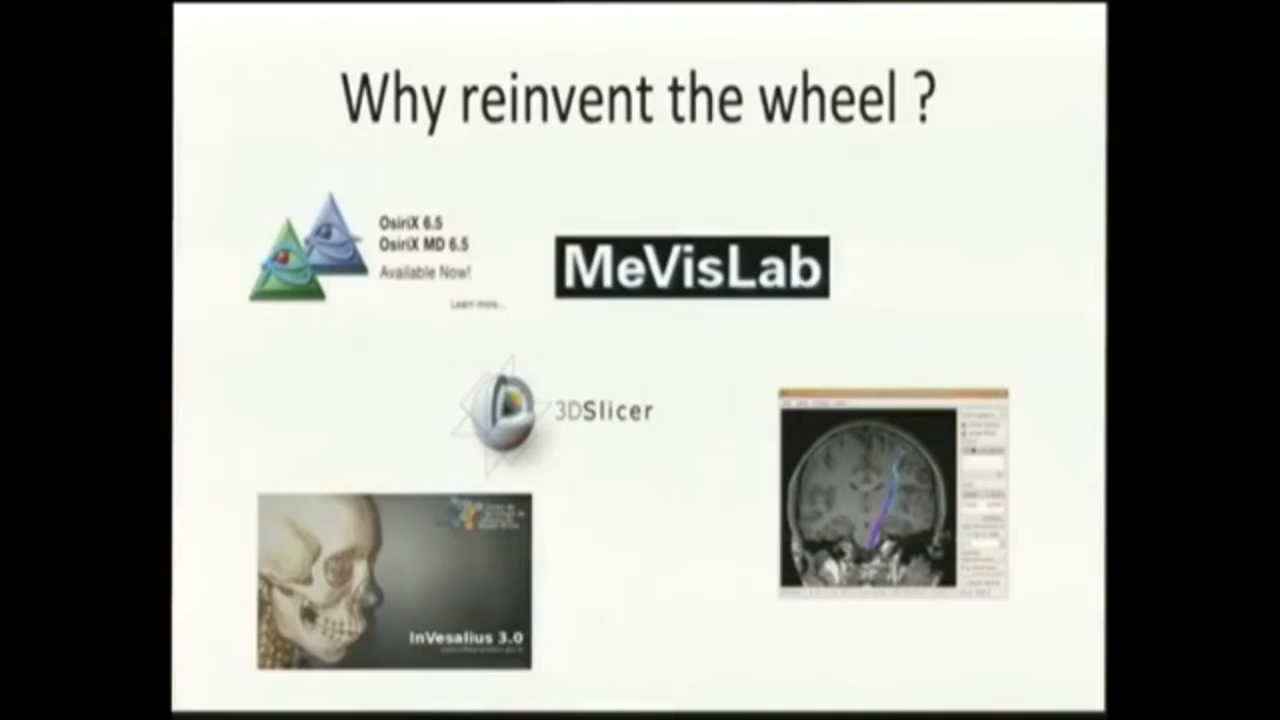 Why reinvent the wheel ?
OsiriX 6.5
OsiriX MD 6.5
Available Now!
Learn more...
MeVisLab
3DSlicer
InVesalius 3.0